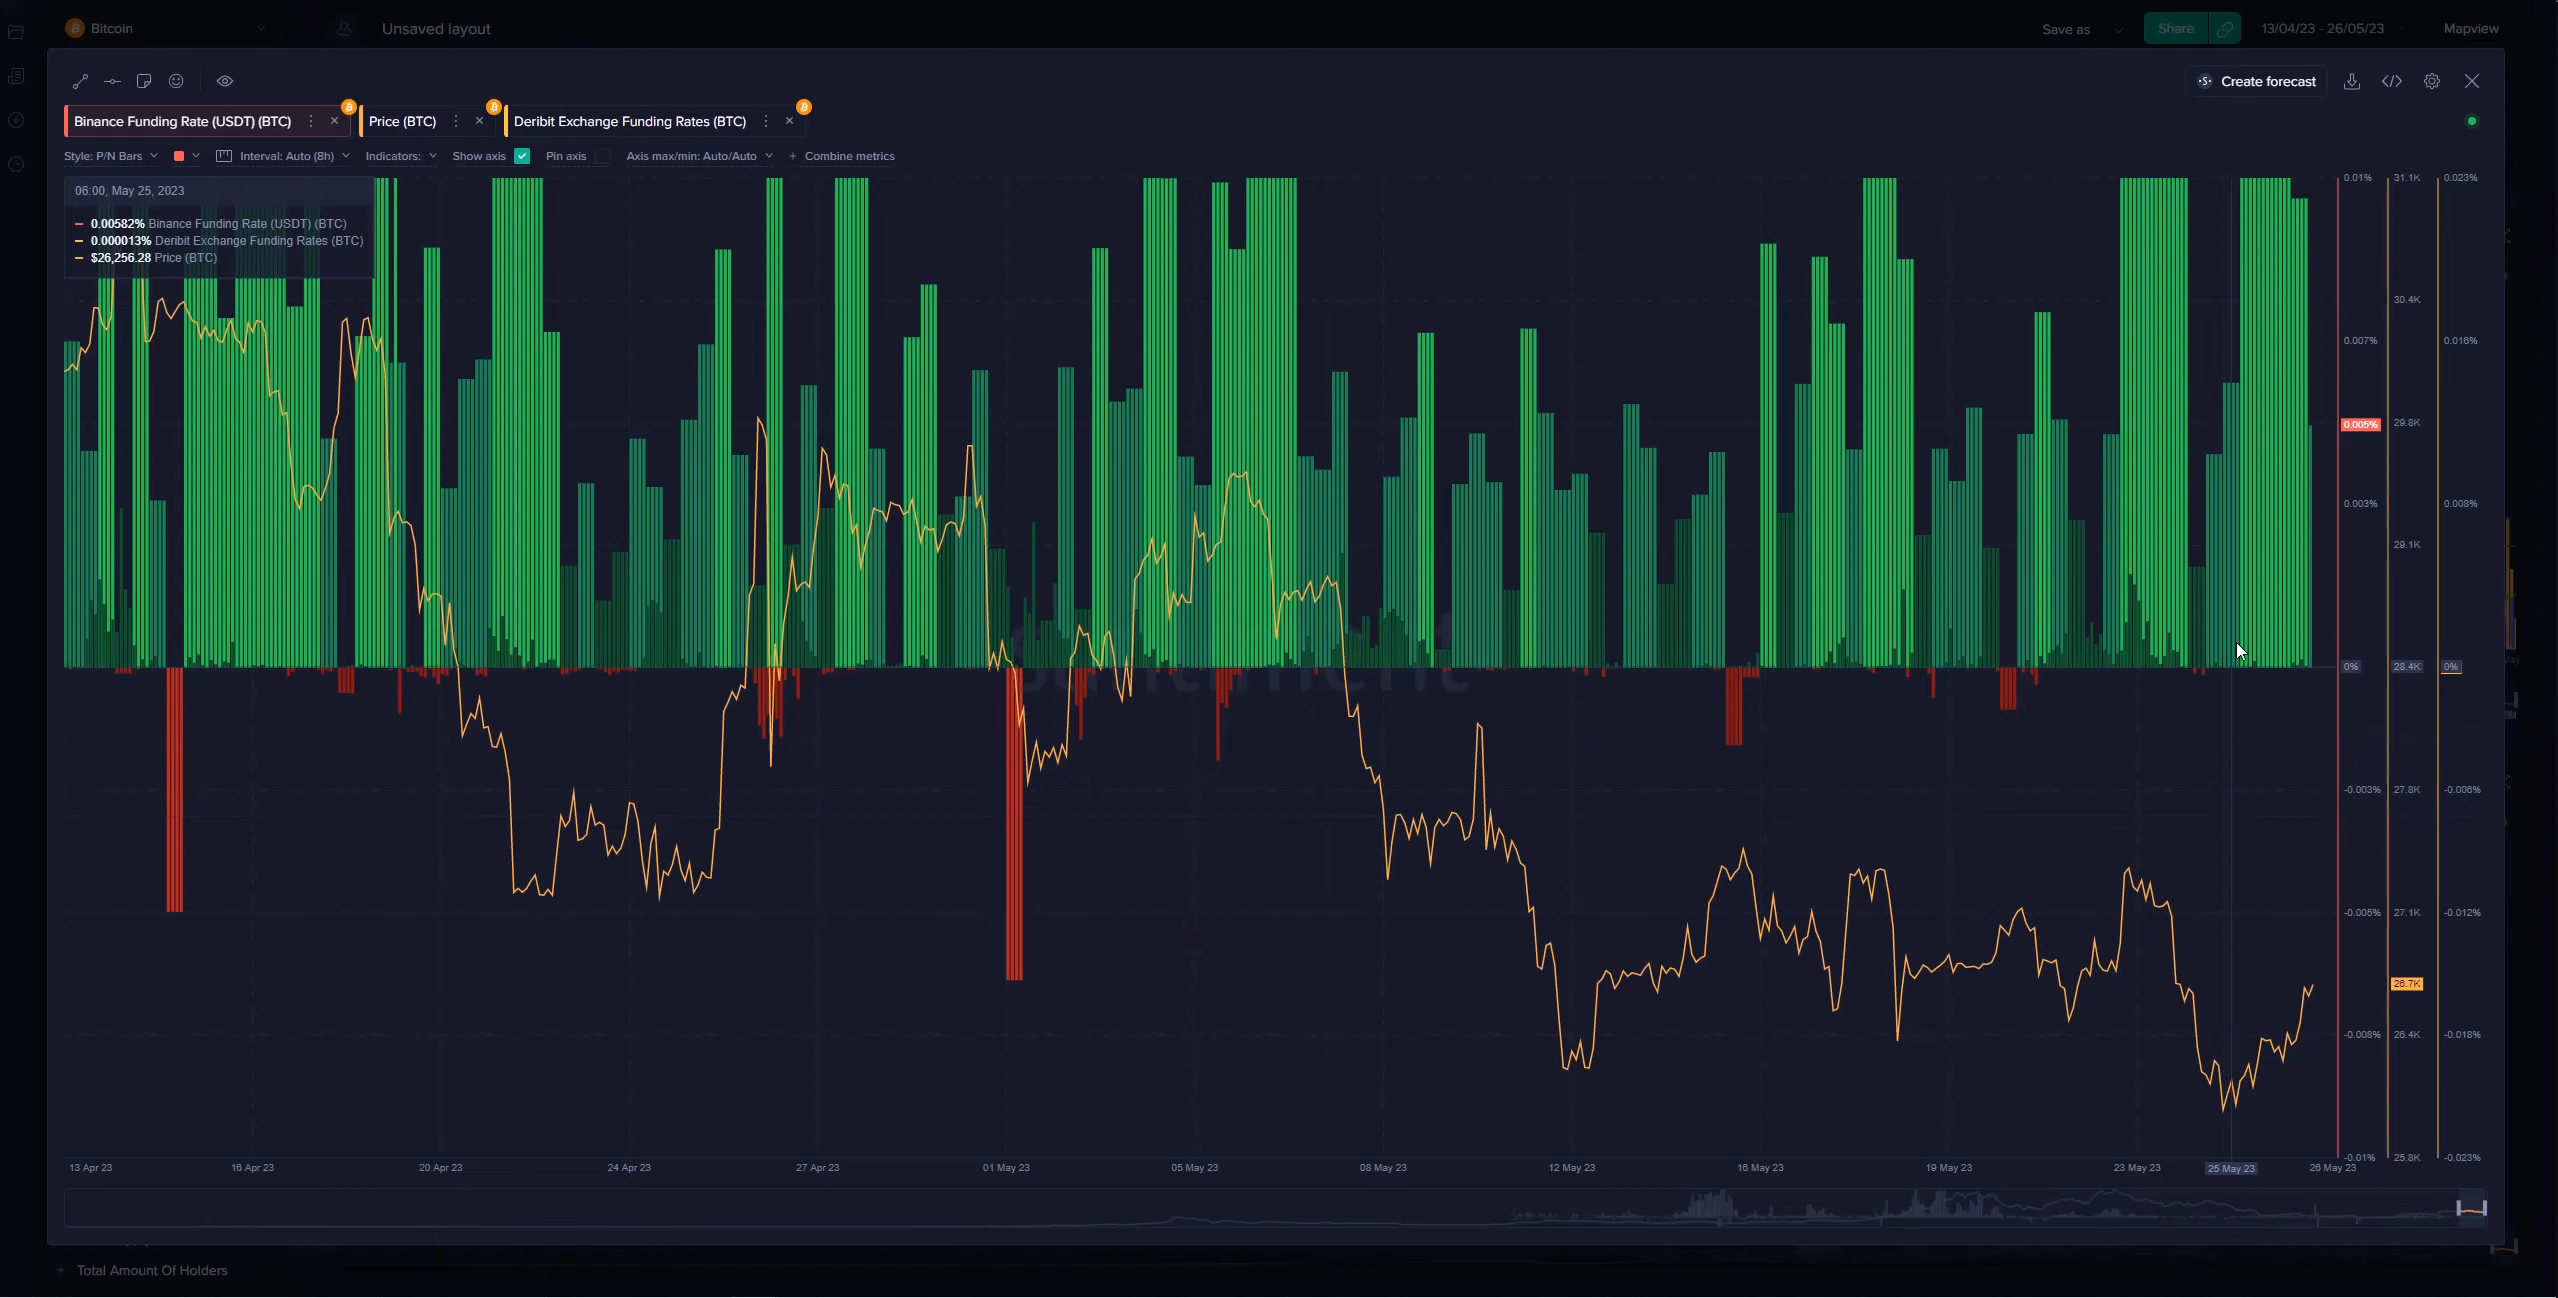 Bitcoin
Unsaved layout
Save as
Share
13/04/23 - 26/05/23
Mapview
Create forecast
Binance Funding Rate (USDT) (BTC)
Price (BTC)
Deribit Exchange Funding Rates (BTC)
Style: P/N Bars
Interval: Auto (8h)
Indicators:
Show axis
Pin axis
Axis max/min: Auto/Auto
Combine metrics
06:00, May 25, 2023
0.00582% Binance Funding Rate (USDT) (BTC)
0.000013% Deribit Exchange Funding Rates (BTC)
$26,256.28 Price (BTC)
0.01% 31.1K 0.023%
30.4K
0.007% 0.016%
0.005% 29.8K
0.003% 0.008%
29.1K
0% 28.4K 0%
-0.003% 27.8K -0.006%
-0.005% 27.1K -0.012%
26.7K
-0.008% 26.4K -0.018%
-0.01% 25.8K -0.023%
13 Apr 23
16 Apr 23
20 Apr 23
24 Apr 23
27 Apr 23
01 May 23
05 May 23
08 May 23
12 May 23
16 May 23
19 May 23
23 May 23
25 May 23
26 May 23
Total Amount Of Holders